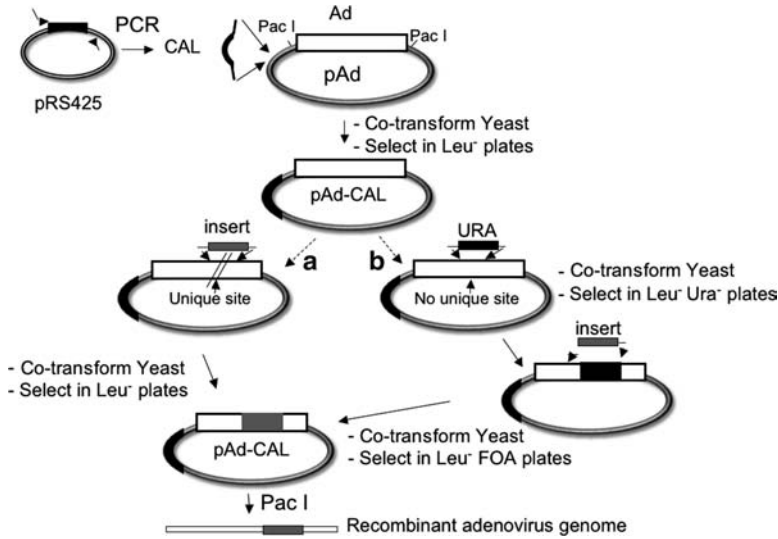 PCR
CAL
pRS425
Ad
Pac I
Pac I
pAd
- Co-transform Yeast
- Select in Leu⁻ plates
pAd-CAL
insert
a
Unique site
b
URA
No unique site
- Co-transform Yeast
- Select in Leu⁻ Ura⁻ plates
insert
- Co-transform Yeast
- Select in Leu⁻ plates
pAd-CAL
- Co-transform Yeast
- Select in Leu⁻ FOA plates
Pac I
Recombinant adenovirus genome